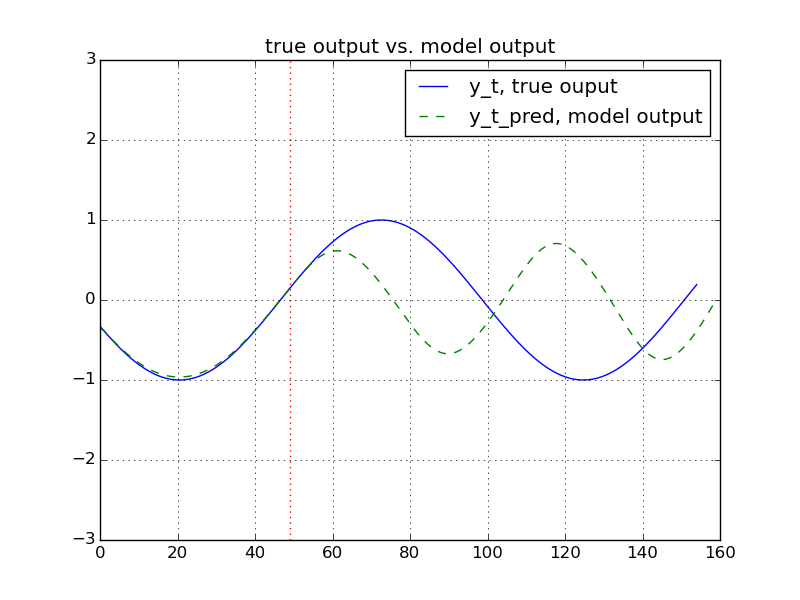 true output vs. model output
y_t, true ouput
y_t_pred, model output
3
2
1
0
−1
−2
−3
0 20 40 60 80 100 120 140 160